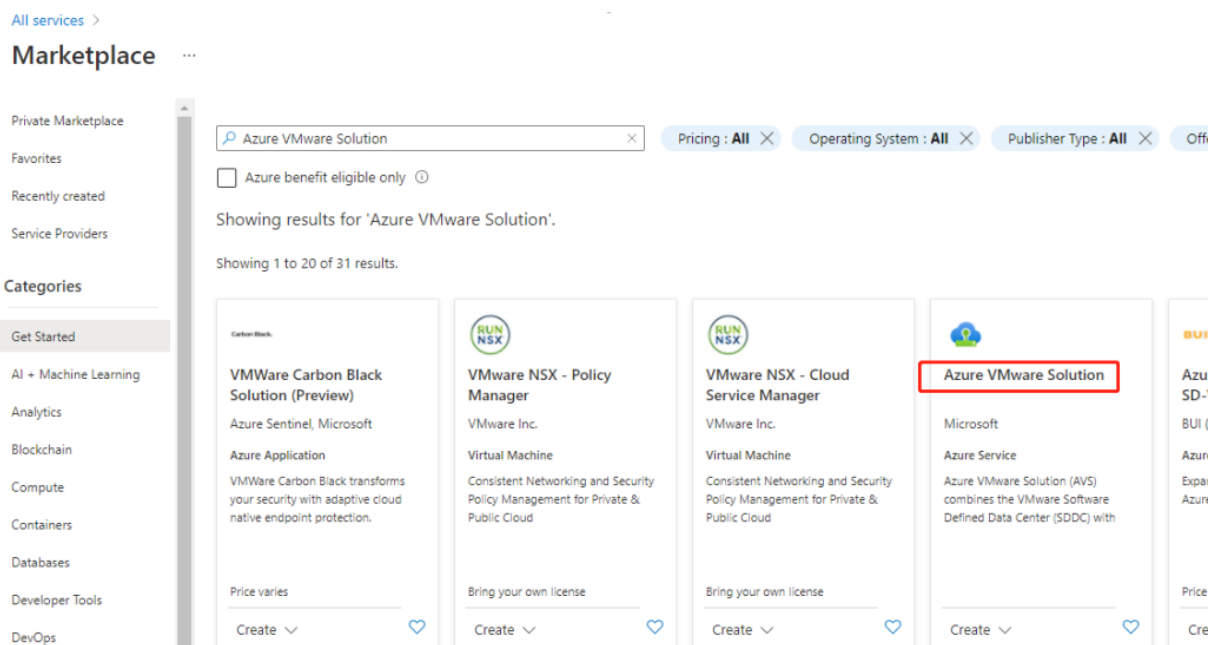 All services >
Marketplace ...
Private Marketplace
Favorites
Recently created
Service Providers
Categories
Get Started
AI + Machine Learning
Analytics
Blockchain
Compute
Containers
Databases
Developer Tools
DevOps
Azure VMware Solution
Pricing : All
Operating System : All
Publisher Type : All
Azure benefit eligible only
Showing results for 'Azure VMware Solution'.
Showing 1 to 20 of 31 results.
Carbon Black.
VMWare Carbon Black
Solution (Preview)
Azure Sentinel, Microsoft
Azure Application
VMWare Carbon Black transforms
your security with adaptive cloud
native endpoint protection.
Price varies
Create
RUN
NSX
VMware NSX - Policy
Manager
VMware Inc.
Virtual Machine
Consistent Networking and Security
Policy Management for Private &
Public Cloud
Bring your own license
Create
RUN
NSX
VMware NSX - Cloud
Service Manager
VMware Inc.
Virtual Machine
Consistent Networking and Security
Policy Management for Private &
Public Cloud
Bring your own license
Create
Azure VMware Solution
Microsoft
Azure Service
Azure VMware Solution (AVS)
combines the VMware Software
Defined Data Center (SDDC) with
Create
BUI
SD-
BUI (
Price